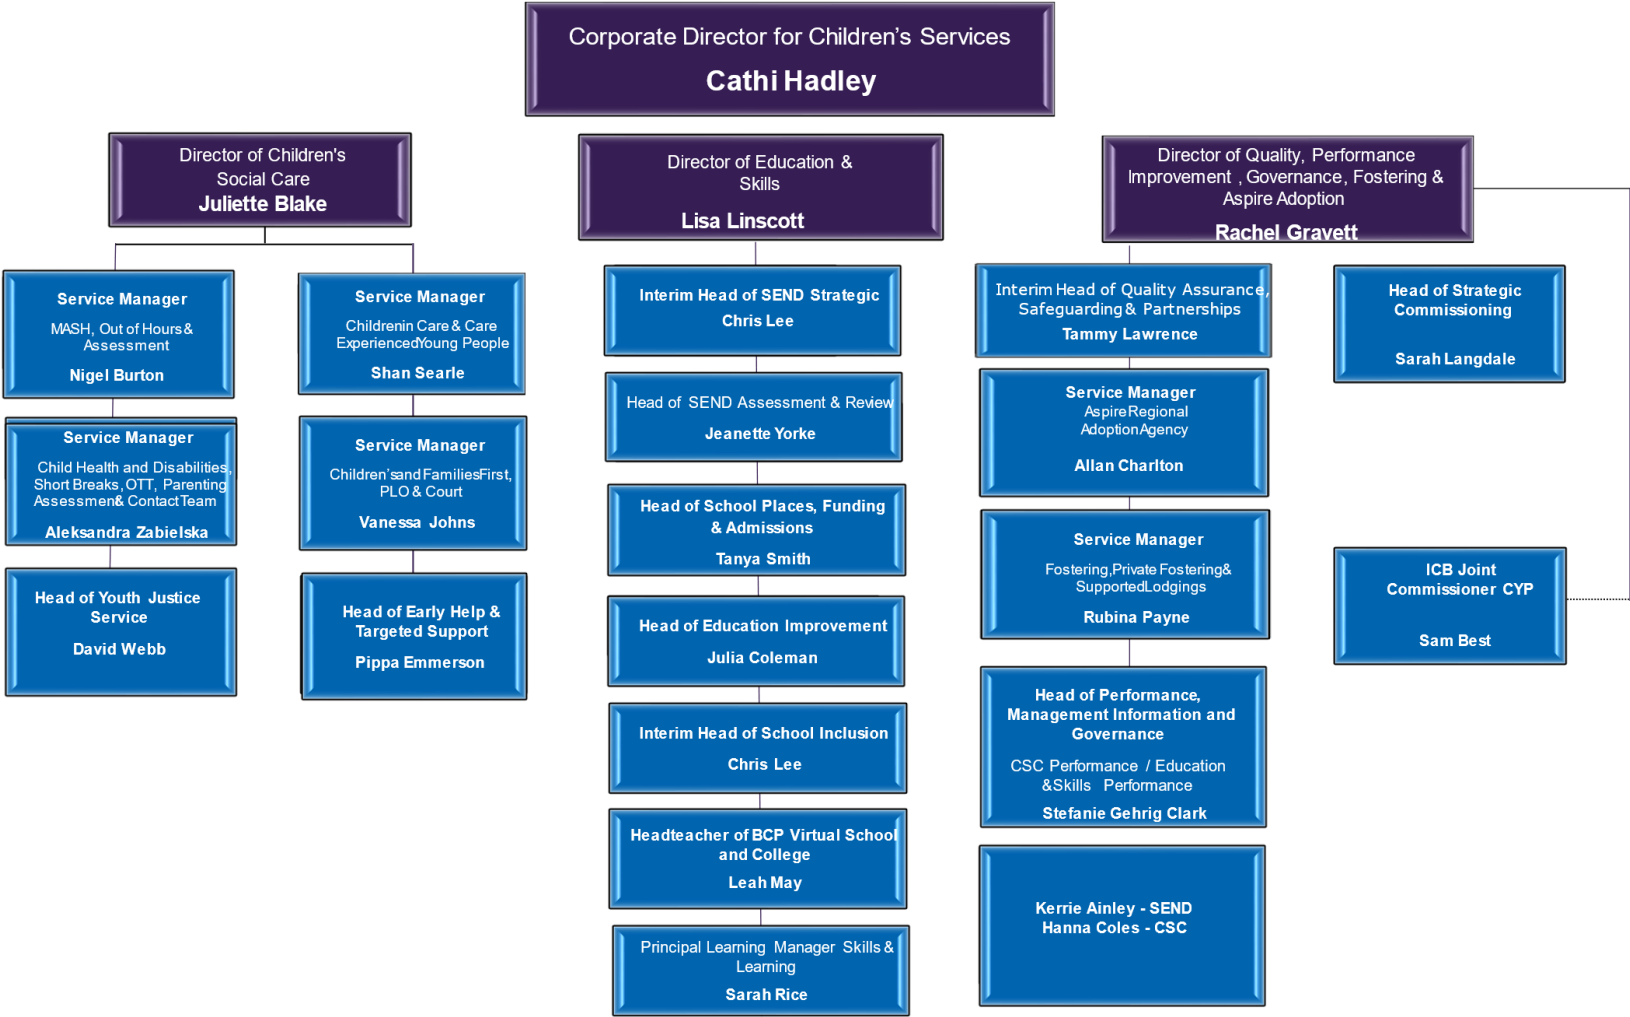 Corporate Director for Children’s Services
Cathi Hadley
Director of Children's
Social Care
Juliette Blake
Director of Education &
Skills
Lisa Linscott
Director of Quality, Performance
Improvement , Governance, Fostering &
Aspire Adoption
Rachel Gravett
Service Manager
MASH, Out of Hours &
Assessment
Nigel Burton
Service Manager
Child Health and Disabilities,
Short Breaks, OTT, Parenting
Assessmen& Contact Team
Aleksandra Zabielska
Head of Youth Justice
Service
David Webb
Service Manager
Childrenin Care & Care
ExperiencedYoung People
Shan Searle
Service Manager
Children’sand FamiliesFirst,
PLO & Court
Vanessa Johns
Head of Early Help &
Targeted Support
Pippa Emmerson
Interim Head of SEND Strategic
Chris Lee
Head of SEND Assessment & Review
Jeanette Yorke
Head of School Places, Funding
& Admissions
Tanya Smith
Head of Education Improvement
Julia Coleman
Interim Head of School Inclusion
Chris Lee
Headteacher of BCP Virtual School
and College
Leah May
Principal Learning Manager Skills &
Learning
Sarah Rice
Interim Head of Quality Assurance,
Safeguarding & Partnerships
Tammy Lawrence
Service Manager
Aspire Regional
Adoption Agency
Allan Charlton
Service Manager
Fostering, Private Fostering &
Supported Lodgings
Rubina Payne
Head of Performance,
Management Information and
Governance
CSC Performance / Education
&Skills Performance
Stefanie Gehrig Clark
Kerrie Ainley - SEND
Hanna Coles - CSC
Head of Strategic
Commissioning
Sarah Langdale
ICB Joint
Commissioner CYP
Sam Best